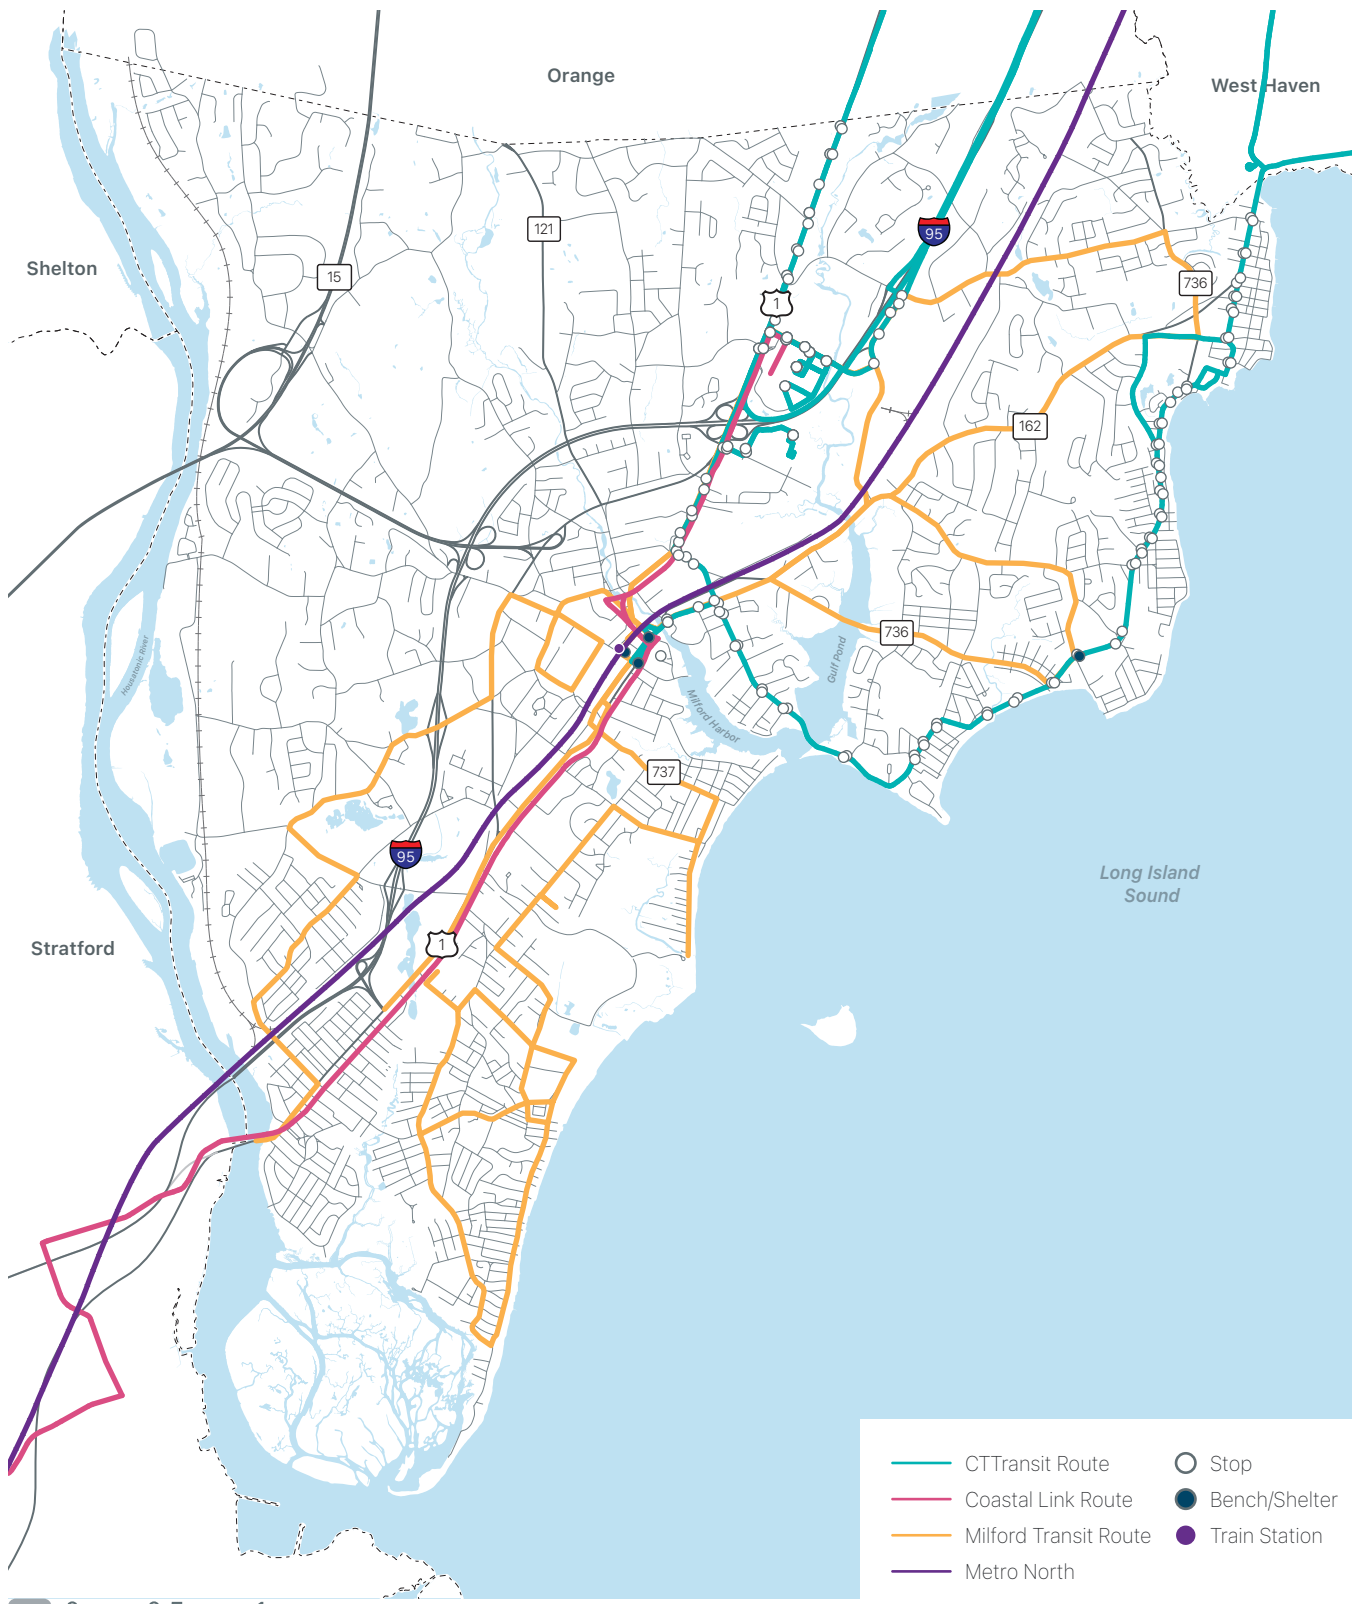 Orange
West Haven
121
95
Shelton
15
736
1
162
Housatonic River
736
Gulf Pond
Milford Harbor
737
95
Long Island
Sound
1
Stratford
CTTransit Route
Coastal Link Route
Milford Transit Route
Metro North
Stop
Bench/Shelter
Train Station